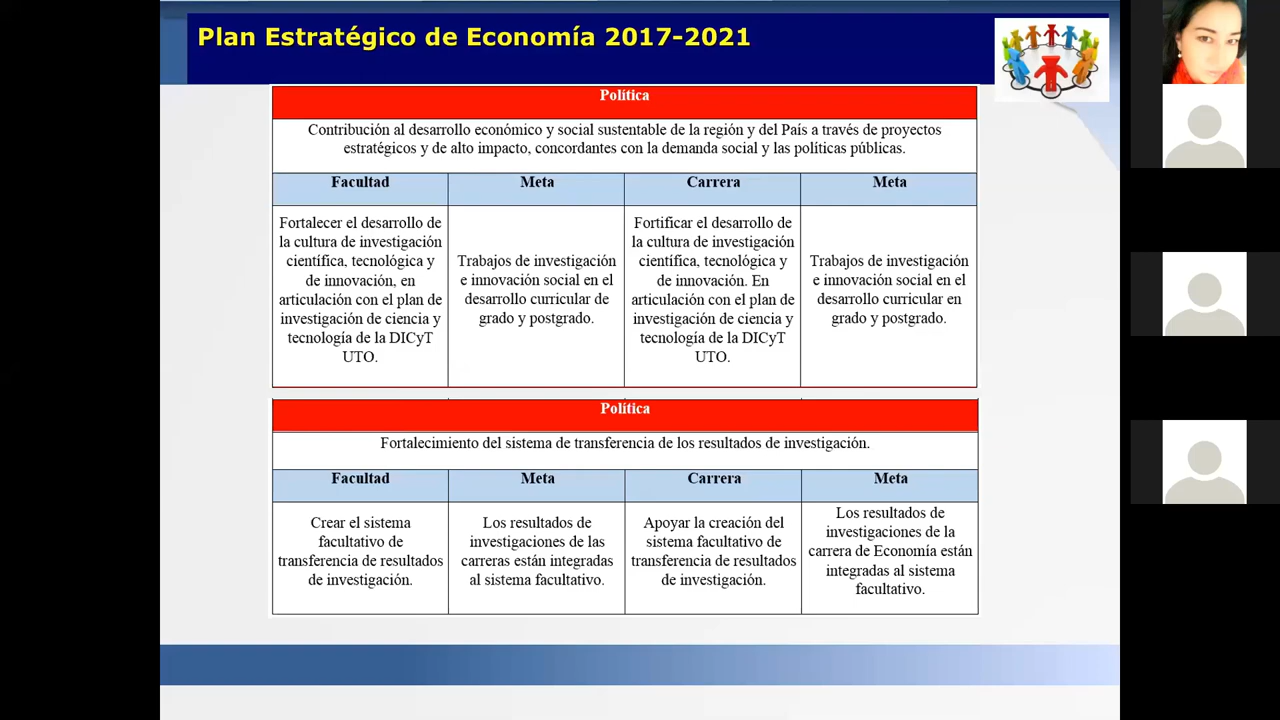 Plan Estratégico de Economía 2017-2021
Política
Contribución al desarrollo económico y social sustentable de la región y del País a través de proyectos
estratégicos y de alto impacto, concordantes con la demanda social y las políticas públicas.
Facultad
Meta
Carrera
Meta
Fortalecer el desarrollo de
la cultura de investigación
científica, tecnológica y
de innovación, en
articulación con el plan de
investigación de ciencia y
tecnología de la DICyT
UTO.
Trabajos de investigación
e innovación social en el
desarrollo curricular de
grado y postgrado.
Fortificar el desarrollo de
la cultura de investigación
científica, tecnológica y
de innovación. En
articulación con el plan de
investigación de ciencia y
tecnología de la DICyT
UTO.
Trabajos de investigación
e innovación social en el
desarrollo curricular en
grado y postgrado.
Política
Fortalecimiento del sistema de transferencia de los resultados de investigación.
Facultad
Meta
Carrera
Meta
Crear el sistema
facultativo de
transferencia de resultados
de investigación.
Los resultados de
investigaciones de las
carreras están integradas
al sistema facultativo.
Apoyar la creación del
sistema facultativo de
transferencia de resultados
de investigación.
Los resultados de
investigaciones de la
carrera de Economía están
integradas al sistema
facultativo.